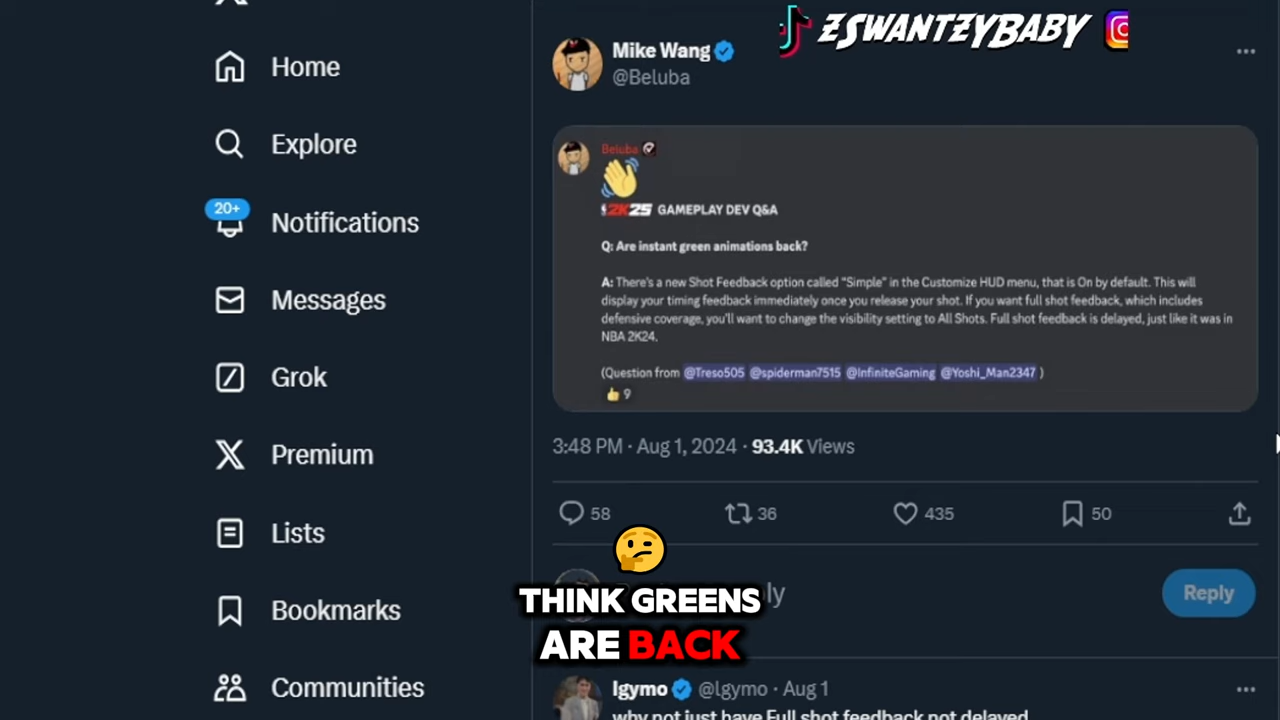 ZSWANTZYBABY
Home
Explore
20+
Notifications
Messages
Grok
Premium
Lists
Bookmarks
Communities
Mike Wang
@Beluba
Beluba
2K25 GAMEPLAY DEV Q&A
Q: Are instant green animations back?
A: There's a new Shot Feedback option called "Simple" in the Customize HUD menu, that is On by default. This will
display your timing feedback immediately once you release your shot. If you want full shot feedback, which includes
defensive coverage, you'll want to change the visibility setting to All Shots. Full shot feedback is delayed, just like it was in
NBA 2K24.
(Question from @Treso505 @spiderman7515 @InfiniteGaming @Yoshi_Man2347 )
9
3:48 PM · Aug 1, 2024 · 93.4K Views
58 36 435 50
Reply
THINK GREENS
ARE BACK
Igymo @Igymo · Aug 1
why not just have Full shot feedback not delayed